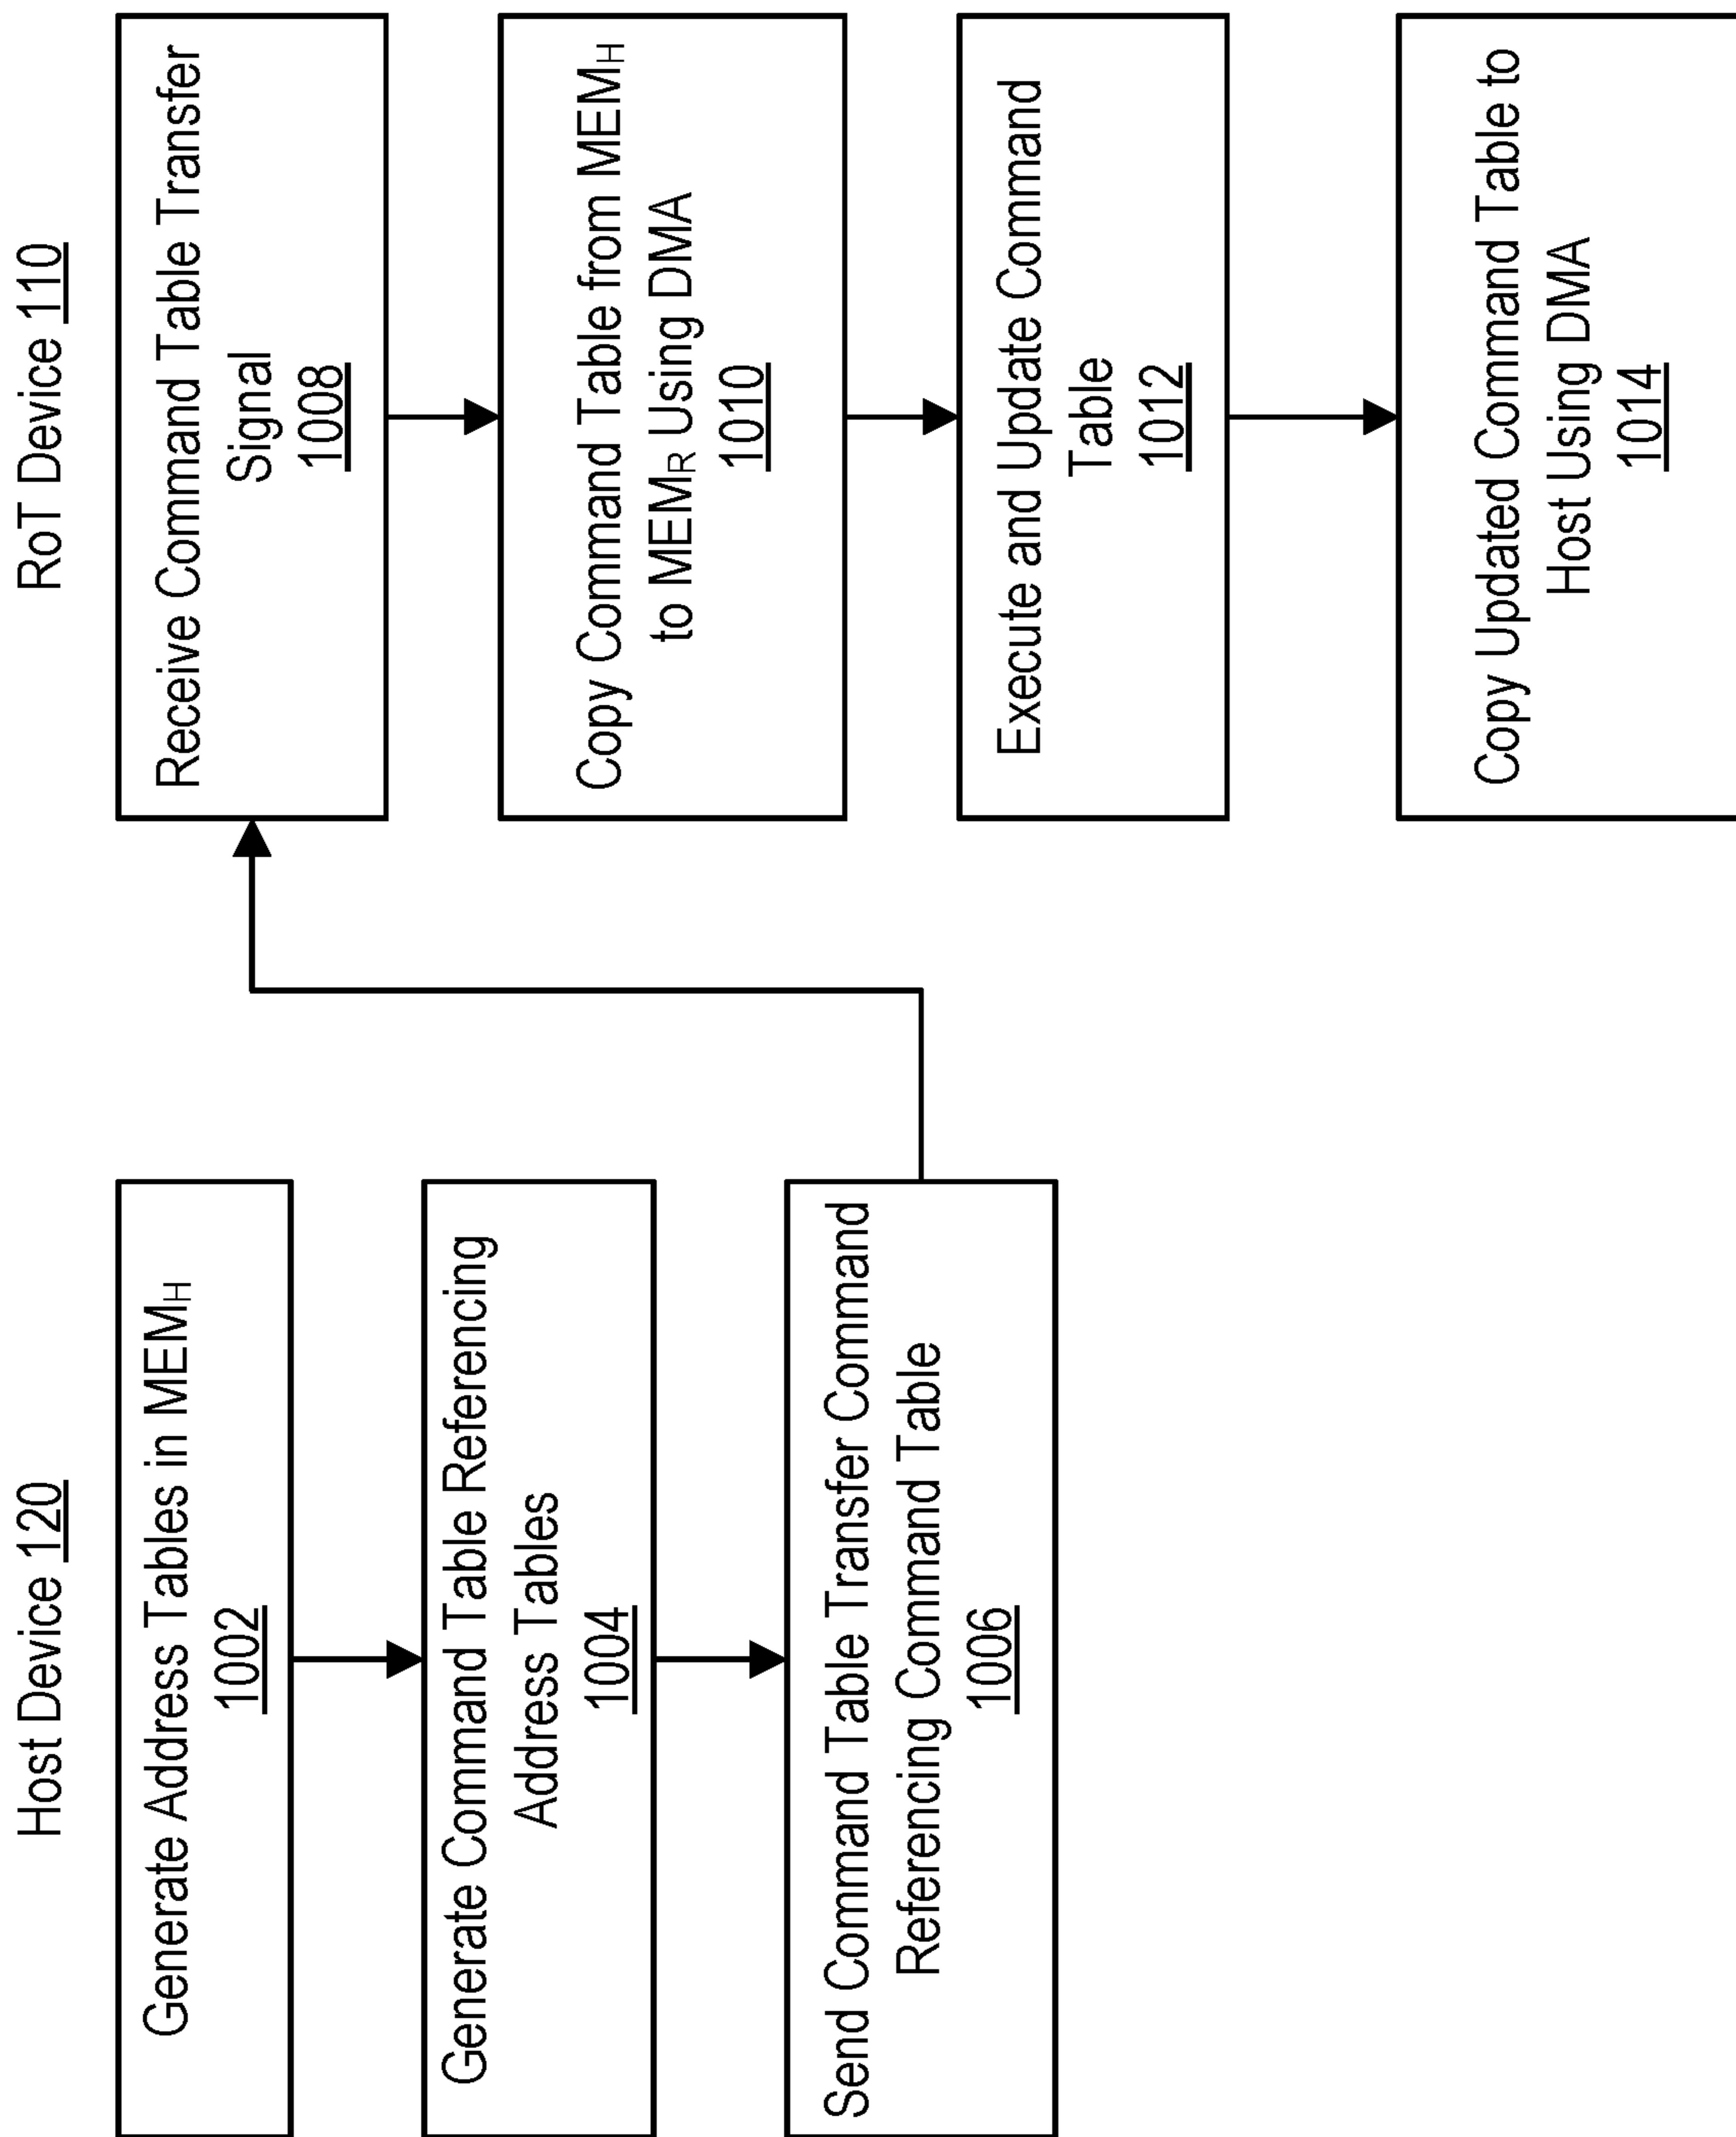 Host Device 120
Generate Address Tables in MEMH
1002
Generate Command Table Referencing
Address Tables
1004
Send Command Table Transfer Command
Referencing Command Table
1006
RoT Device 110
Receive Command Table Transfer
Signal
1008
Copy Command Table from MEMH
to MEMR Using DMA
1010
Execute and Update Command
Table
1012
Copy Updated Command Table to
Host Using DMA
1014